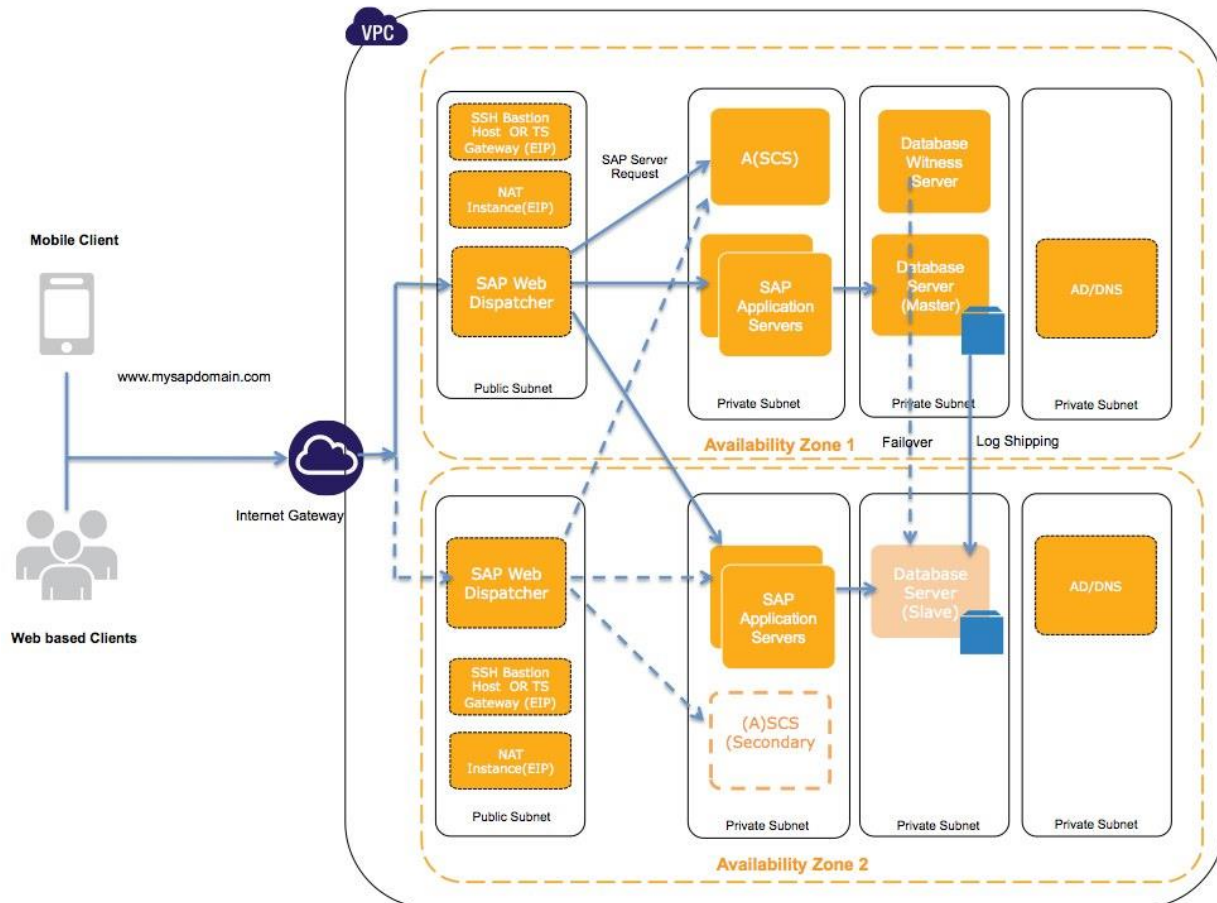 VPC
SSH Bastion
Host OR TS
Gateway (EIP)
NAT
Instance(EIP)
SAP Web
Dispatcher
Public Subnet
SAP Server
Request
A(SCS)
SAP
Application
Servers
Private Subnet
Database
Witness
Server
Database
Server
(Master)
Private Subnet
AD/DNS
Private Subnet
Availability Zone 1
Failover
Log Shipping
Mobile Client
www.mysapdomain.com
Internet Gateway
Web based Clients
SAP Web
Dispatcher
SSH Bastion
Host OR TS
Gateway (EIP)
NAT
Instance(EIP)
Public Subnet
SAP
Application
Servers
(A)SCS
(Secondary
Private Subnet
Database
Server
(Slave)
Private Subnet
AD/DNS
Private Subnet
Availability Zone 2